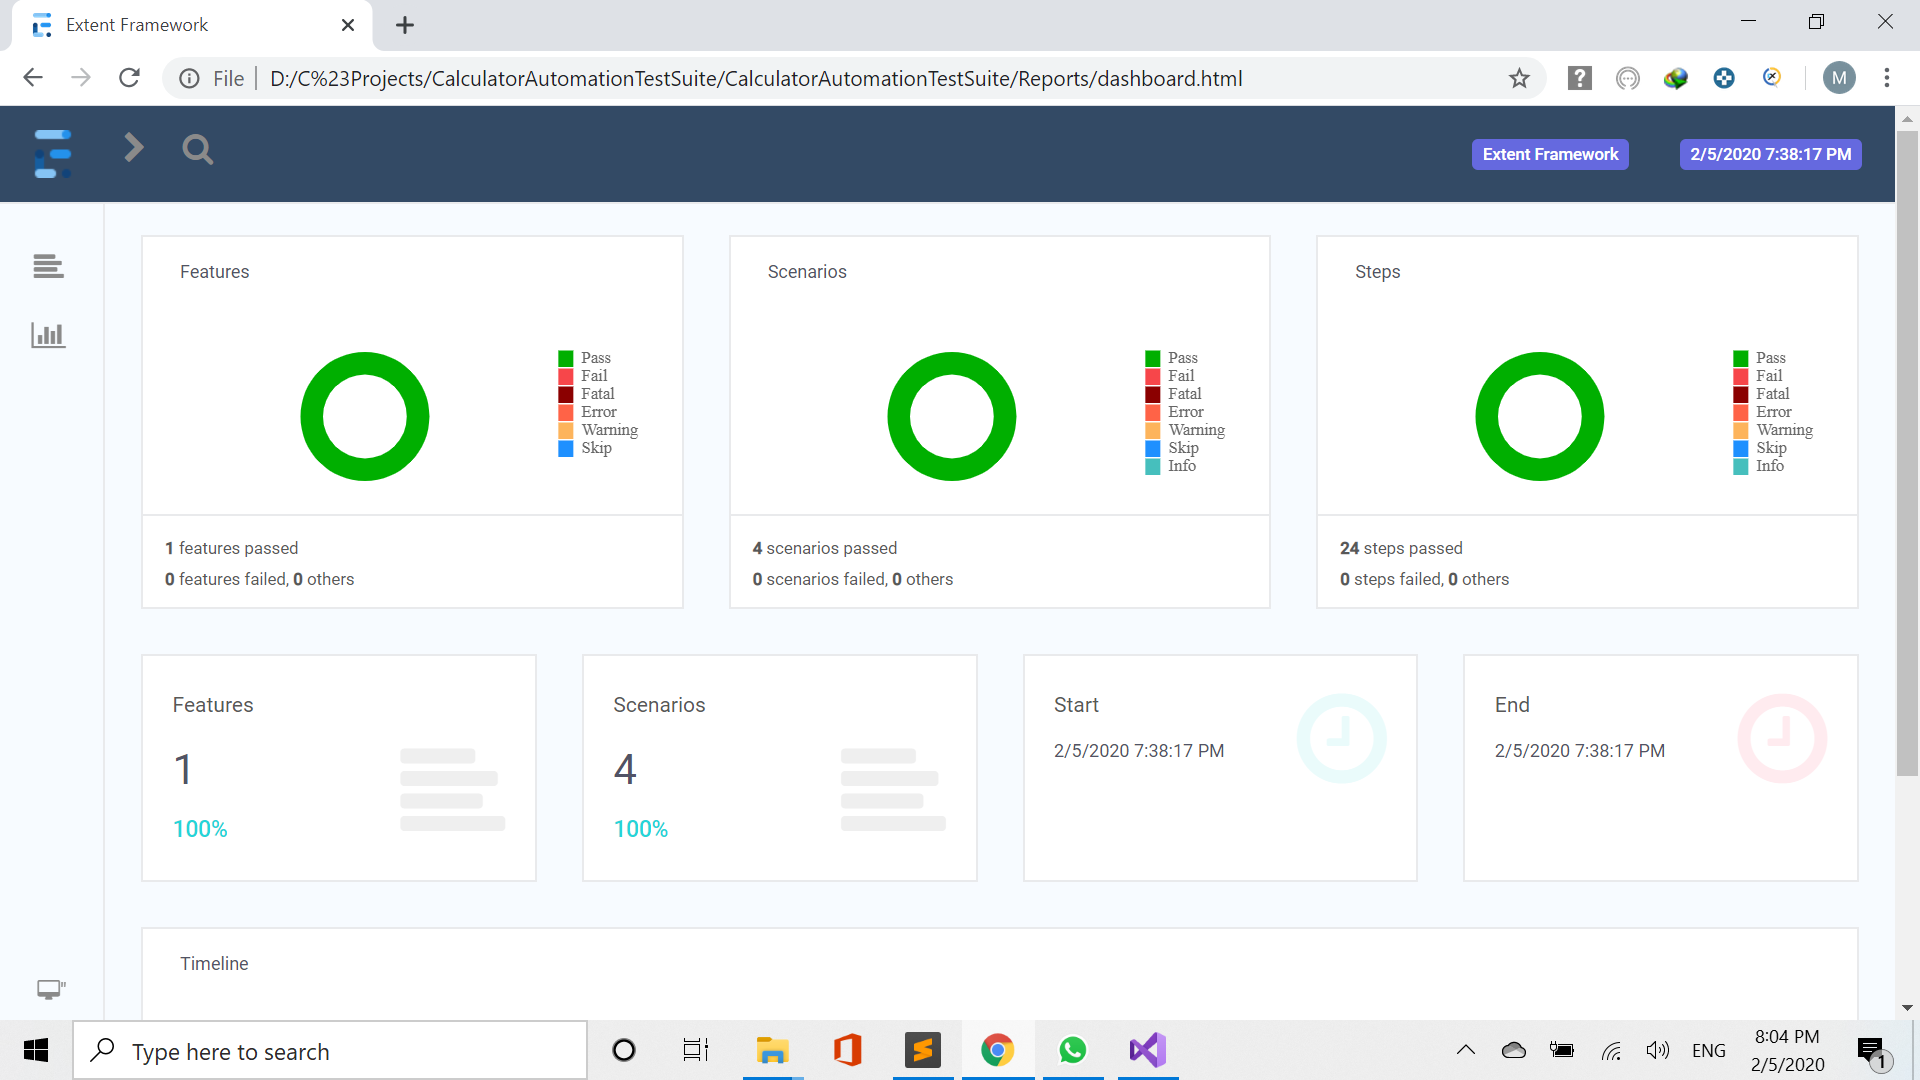 Extent Framework
File
D:/C%23Projects/CalculatorAutomationTestSuite/CalculatorAutomationTestSuite/Reports/dashboard.html
M
Extent Framework
2/5/2020 7:38:17 PM
Features
Pass
Fail
Fatal
Error
Warning
Skip
1 features passed
0 features failed, 0 others
Scenarios
Pass
Fail
Fatal
Error
Warning
Skip
Info
4 scenarios passed
0 scenarios failed, 0 others
Steps
Pass
Fail
Fatal
Error
Warning
Skip
Info
24 steps passed
0 steps failed, 0 others
Features
1
100%
Scenarios
4
100%
Start
2/5/2020 7:38:17 PM
End
2/5/2020 7:38:17 PM
Timeline
Type here to search
ENG
8:04 PM
2/5/2020
1